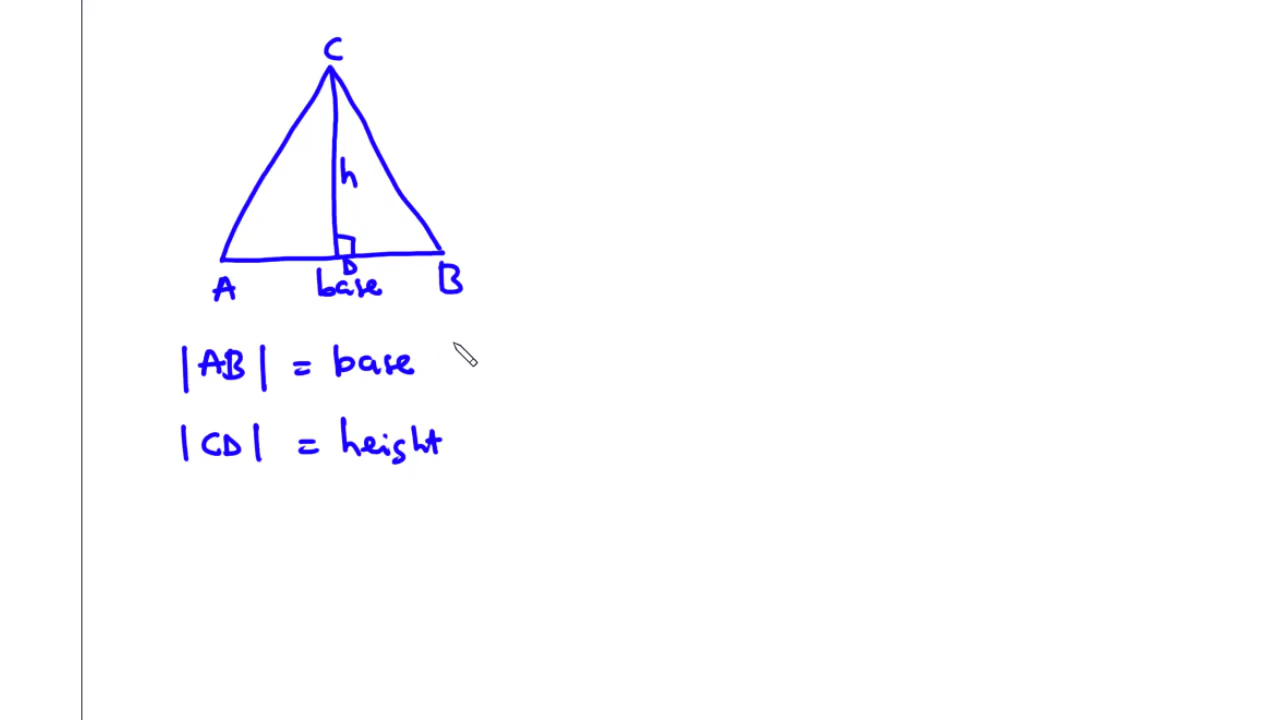 C
h
D
A base B
|AB| = base
|CD| = height